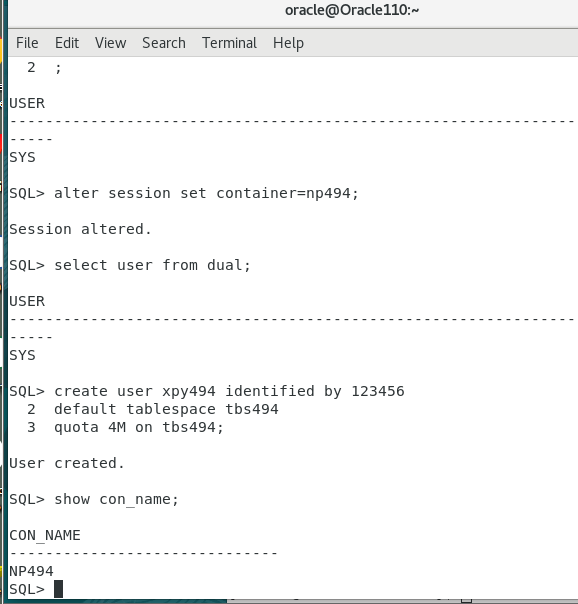 oracle@Oracle110:~
File Edit View Search Terminal Help
2 ;
USER
--------------------------------------------------------------------------------
-----
SYS
SQL> alter session set container=np494;
Session altered.
SQL> select user from dual;
USER
--------------------------------------------------------------------------------
-----
SYS
SQL> create user xpy494 identified by 123456
2 default tablespace tbs494
3 quota 4M on tbs494;
User created.
SQL> show con_name;
CON_NAME
------------------------------
NP494
SQL>